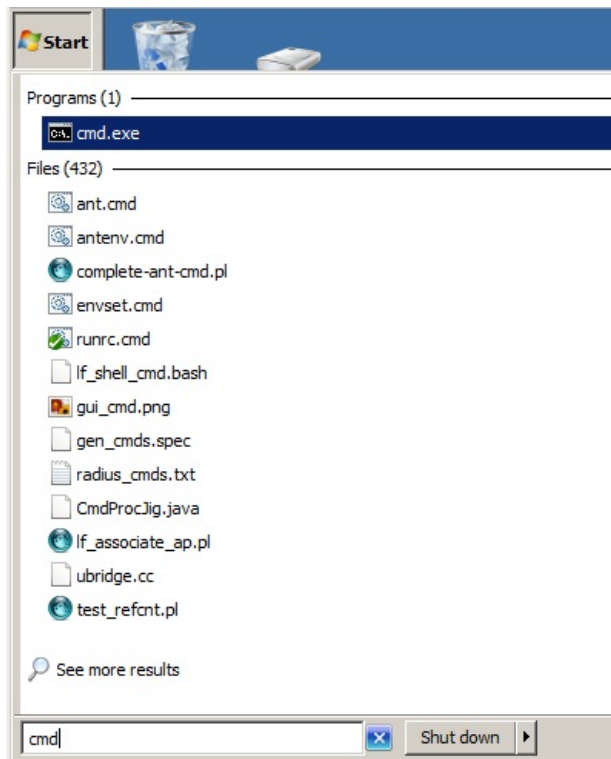 Start
Programs (1)
C:\. cmd.exe
Files (432)
ant.cmd
antenv.cmd
complete-ant-cmd.pl
envset.cmd
runrc.cmd
lf_shell_cmd.bash
gui_cmd.png
gen_cmds.spec
radius_cmds.txt
CmdProcJig.java
lf_associate_ap.pl
ubridge.cc
test_refcnt.pl
See more results
cmd
Shut down